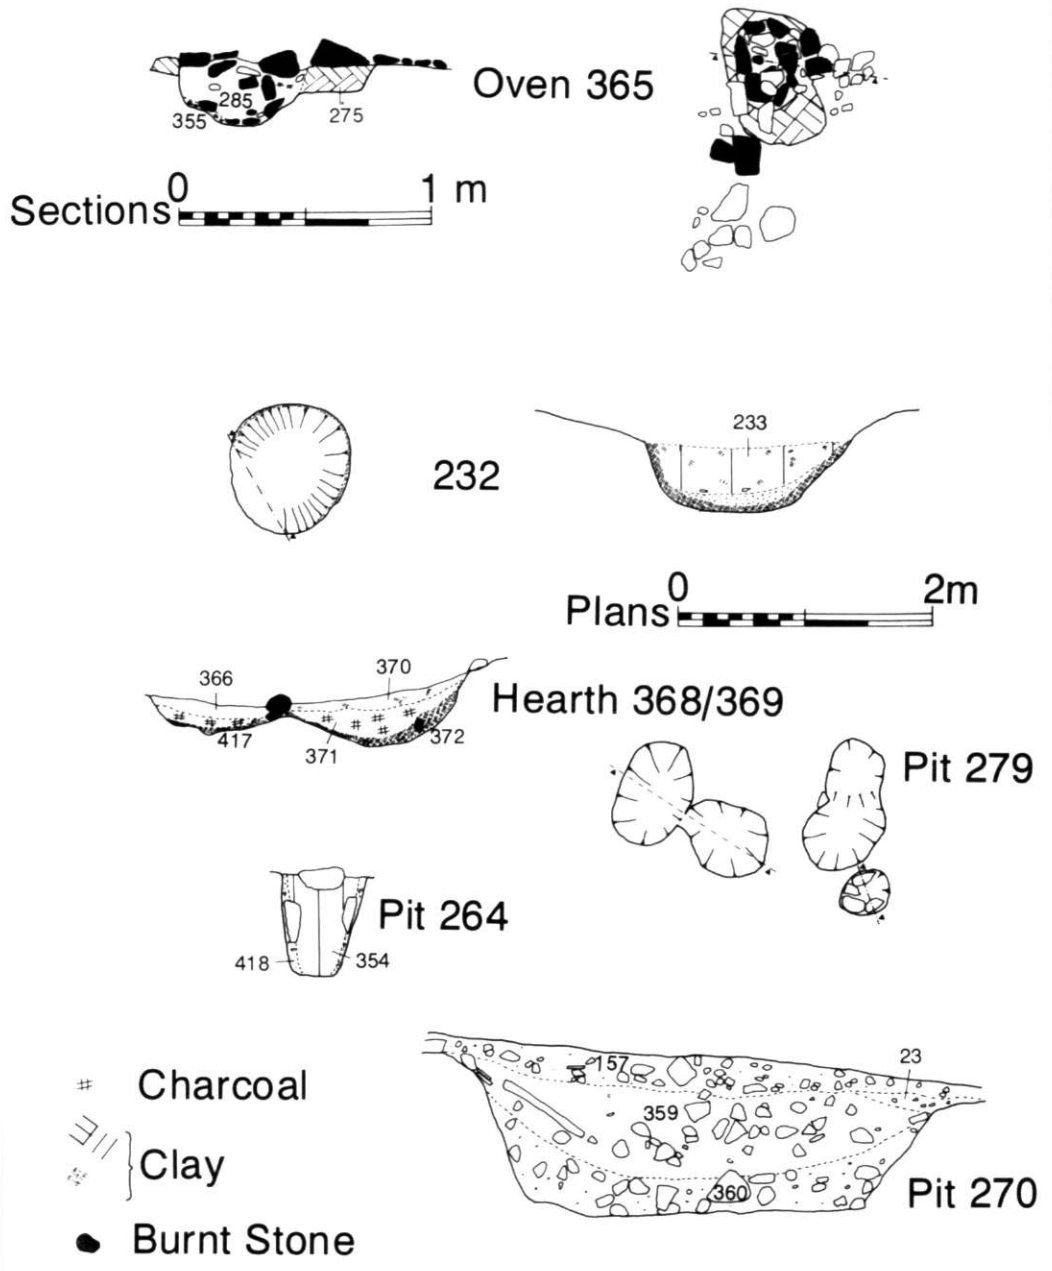 Oven 365
285
355
275
0 1 m
Sections
232
233
0 2m
Plans
366
370
Hearth 368/369
417
371
372
Pit 279
Pit 264
418
354
157
23
359
360
Pit 270
Charcoal
Clay
Burnt Stone